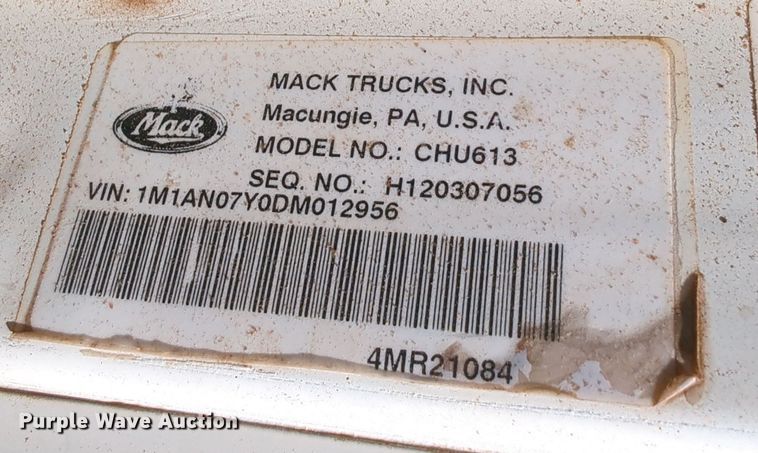 MACK TRUCKS, INC.
Mack
Macungie, PA, U.S.A.
MODEL NO.: CHU613
SEQ. NO.: H120307056
VIN: 1M1AN07Y0DM012956
4MR21084
Purple Wave Auction